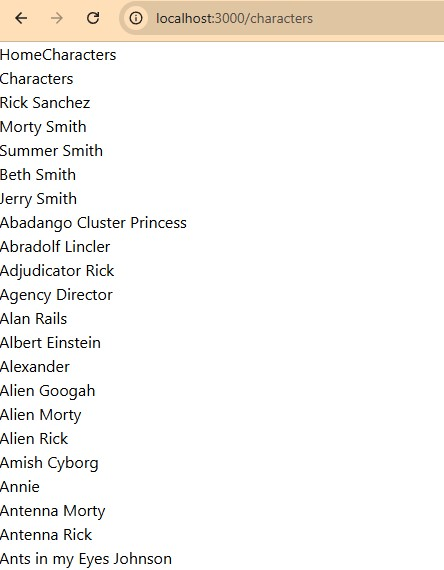 localhost:3000/characters
HomeCharacters
Characters
Rick Sanchez
Morty Smith
Summer Smith
Beth Smith
Jerry Smith
Abadango Cluster Princess
Abradolf Lincler
Adjudicator Rick
Agency Director
Alan Rails
Albert Einstein
Alexander
Alien Googah
Alien Morty
Alien Rick
Amish Cyborg
Annie
Antenna Morty
Antenna Rick
Ants in my Eyes Johnson